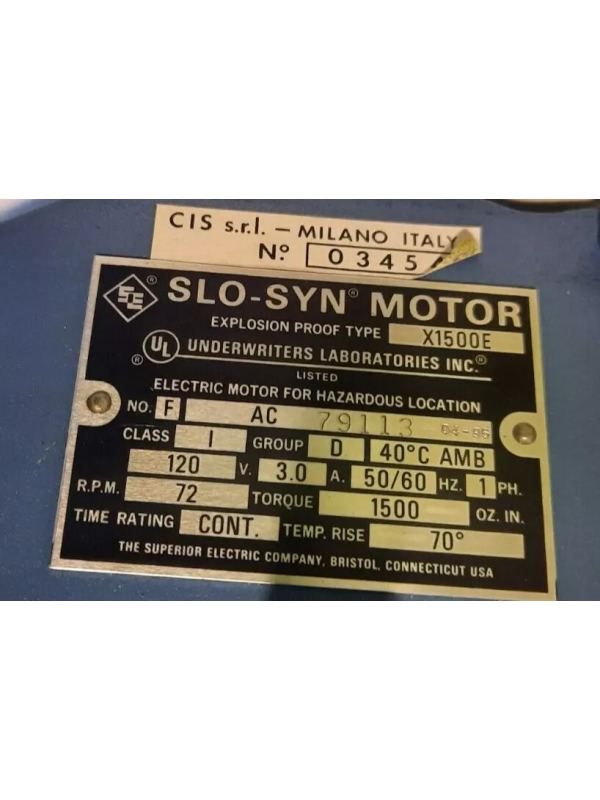 CIS s.r.l. – MILANO ITALY
Nº 0345
SE® SLO-SYN® MOTOR
EXPLOSION PROOF TYPE X1500E
®UL UNDERWRITERS LABORATORIES INC.®
LISTED
ELECTRIC MOTOR FOR HAZARDOUS LOCATION
NO. F AC 79113
CLASS I GROUP D 40°C AMB
120 V. 3.0 A. 50/60 HZ. 1 PH.
R.P.M. 72 TORQUE 1500 OZ. IN.
TIME RATING CONT. TEMP. RISE 70°
THE SUPERIOR ELECTRIC COMPANY, BRISTOL, CONNECTICUT USA